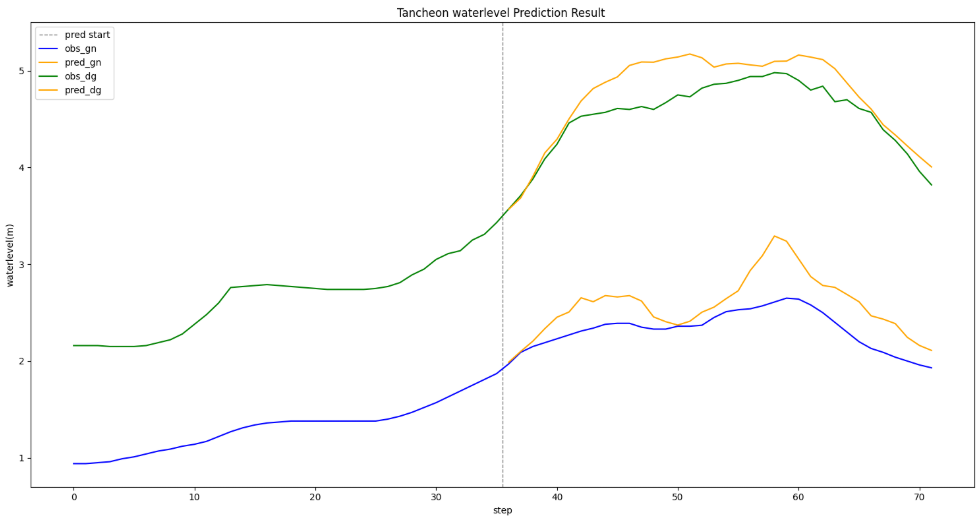 Tancheon waterlevel Prediction Result
pred start
obs_gn
pred_gn
obs_dg
pred_dg
5
4
3
2
1
waterlevel(m)
0 10 20 30 40 50 60 70
step